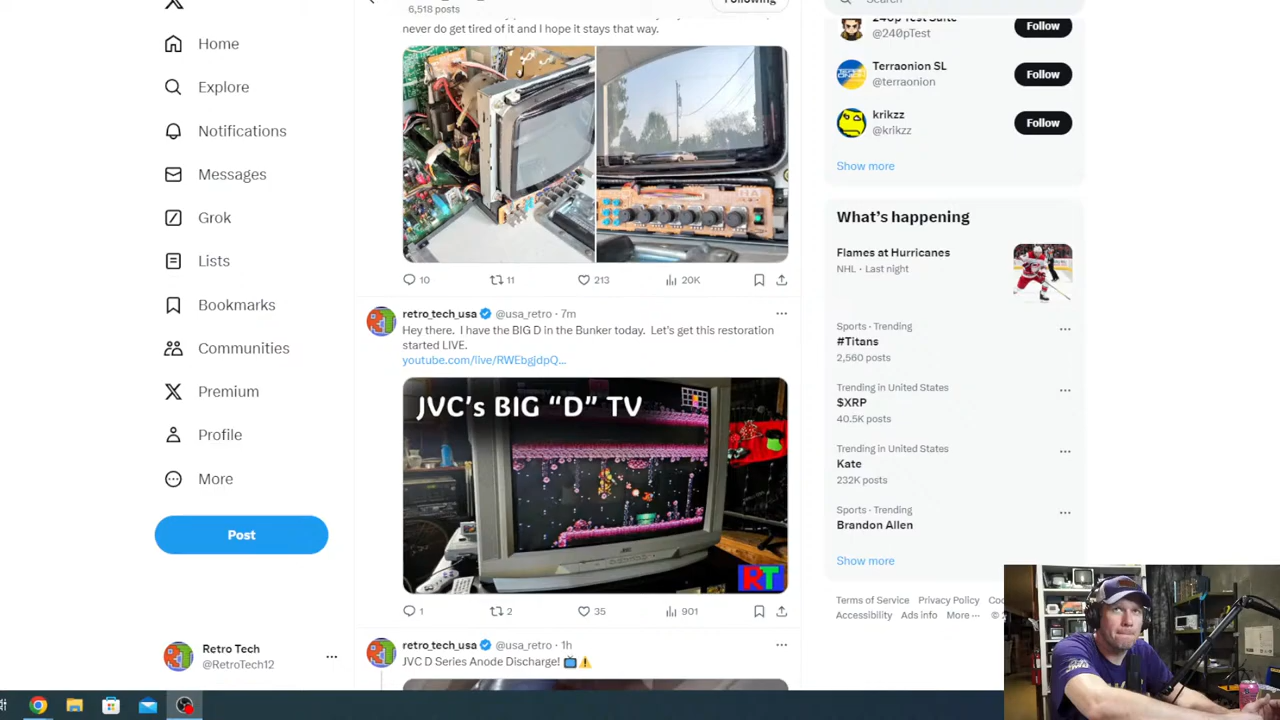 6,518 posts
Following
never do get tired of it and I hope it stays that way.
10
11
213
20K
retro_tech_usa @usa_retro · 7m
Hey there. I have the BIG D in the Bunker today. Let's get this restoration
started LIVE.
youtube.com/live/RWEbgjdpQ...
JVC's BIG "D" TV
JVC
RT
1
2
35
901
retro_tech_usa @usa_retro · 1h
JVC D Series Anode Discharge!
Home
Explore
Notifications
Messages
Grok
Lists
Bookmarks
Communities
Premium
Profile
More
Post
Retro Tech
@RetroTech12
Search
240p Test Suite
@240pTest
Follow
Terraonion SL
@terraonion
Follow
krikzz
@krikzz
Follow
Show more
What's happening
Flames at Hurricanes
NHL · Last night
Sports · Trending
#Titans
2,560 posts
Trending in United States
$XRP
40.5K posts
Trending in United States
Kate
232K posts
Sports · Trending
Brandon Allen
Show more
Terms of Service Privacy Policy
Accessibility Ads info More ...